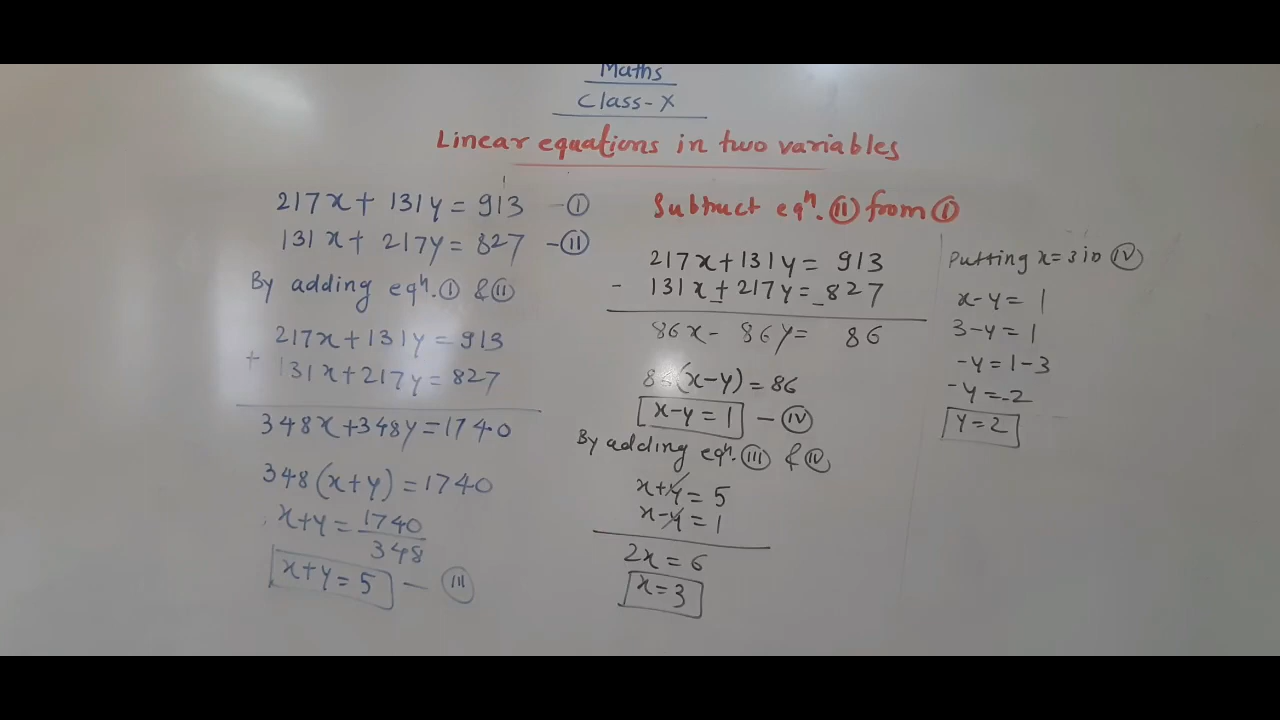 Maths
Class-X
Linear equations in two variables
217x + 131y = 913 - Ⓘ
131x + 217y = 827 - Ⓘⓘ
By adding eqⁿ. Ⓘ & Ⓘⓘ
217x + 131y = 913
+ 131x + 217y = 827
348x + 348y = 1740
348(x+y) = 1740
x+y = 1740/348
x+y = 5 - (III)
Subtract eqⁿ. (II) from (I)
217x + 131y = 913
- 131x + 217y = 827
- -
86x - 86y = 86
86(x-y) = 86
x-y = 1 - (IV)
By adding eqⁿ. (III) & (IV)
x+y = 5
x-y = 1
2x = 6
x = 3
Putting x = 3 in (IV)
x-y = 1
3-y = 1
-y = 1-3
-y = -2
y = 2